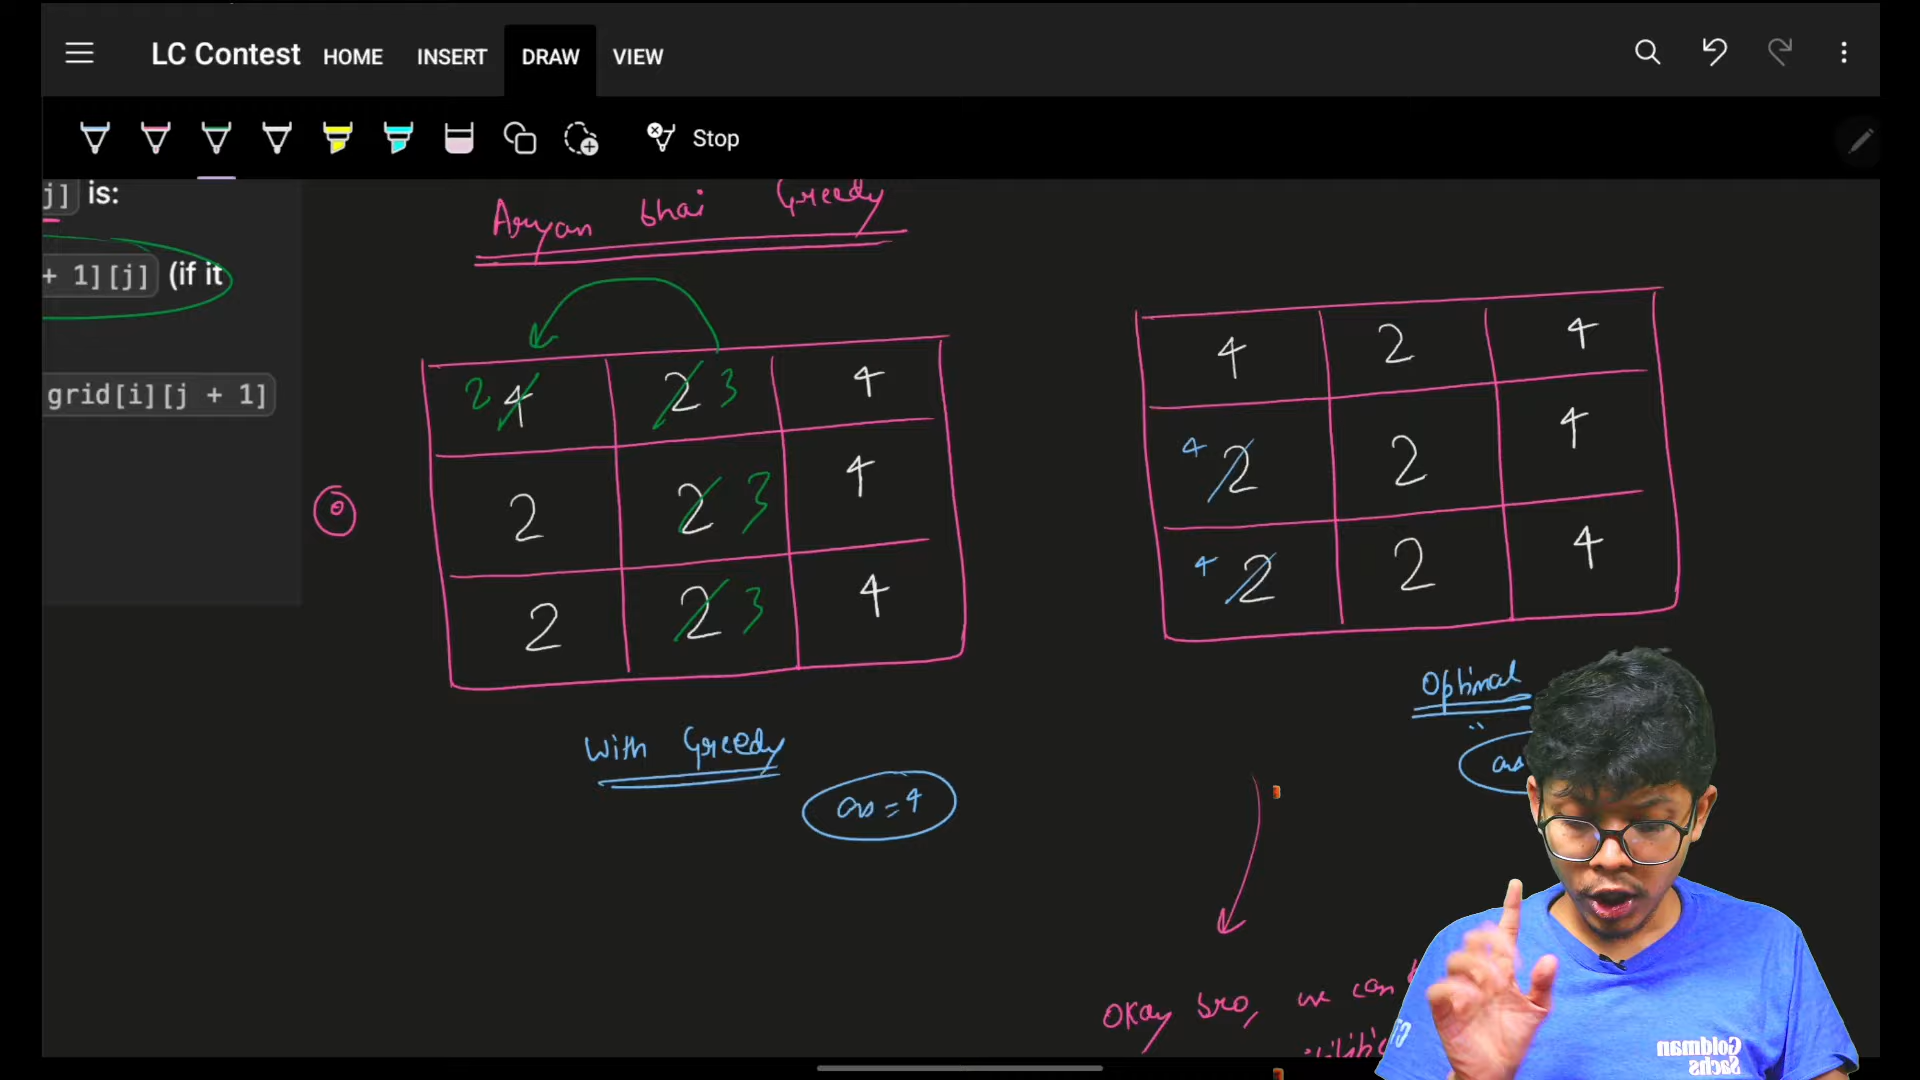 LC Contest HOME INSERT DRAW VIEW
Stop
j] is:
+ 1][j] (if it
grid[i][j + 1]
Aryan bhai Greedy
2 4 2 3 4
2 2 3 4
2 2 3 4
With Greedy
ans = 4
4 2 4
4 2 2 4
4 2 2 4
Optimal
Okay bro, we can
Goldman
Sachs